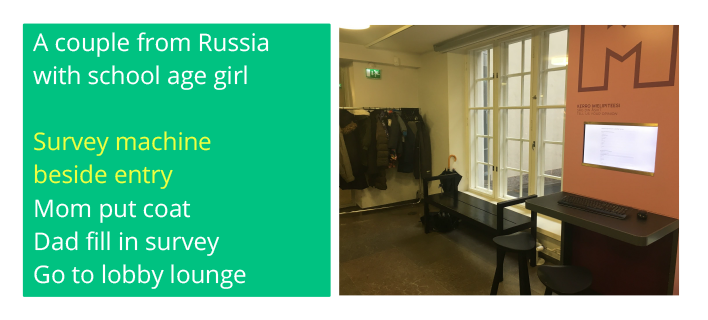 A couple from Russia
with school age girl
Survey machine
beside entry
Mom put coat
Dad fill in survey
Go to lobby lounge
M